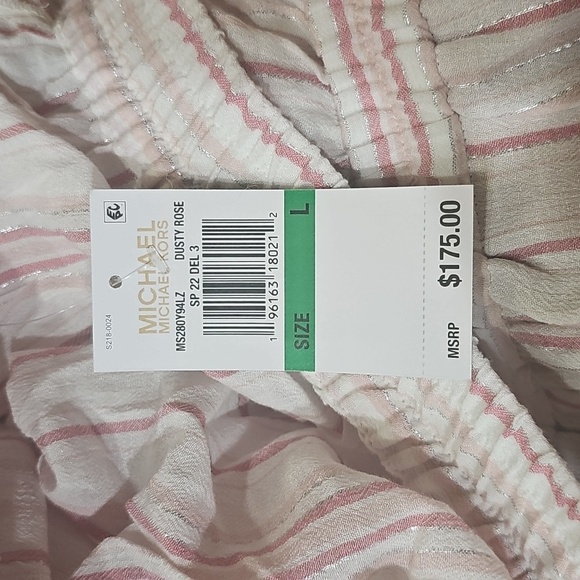 MICHAEL
MICHAEL KORS
MS280Y94LZ DUSTY ROSE
SP 22 DEL 3
1 96163 18021 2
SIZE L
MSRP $175.00
S218-0024